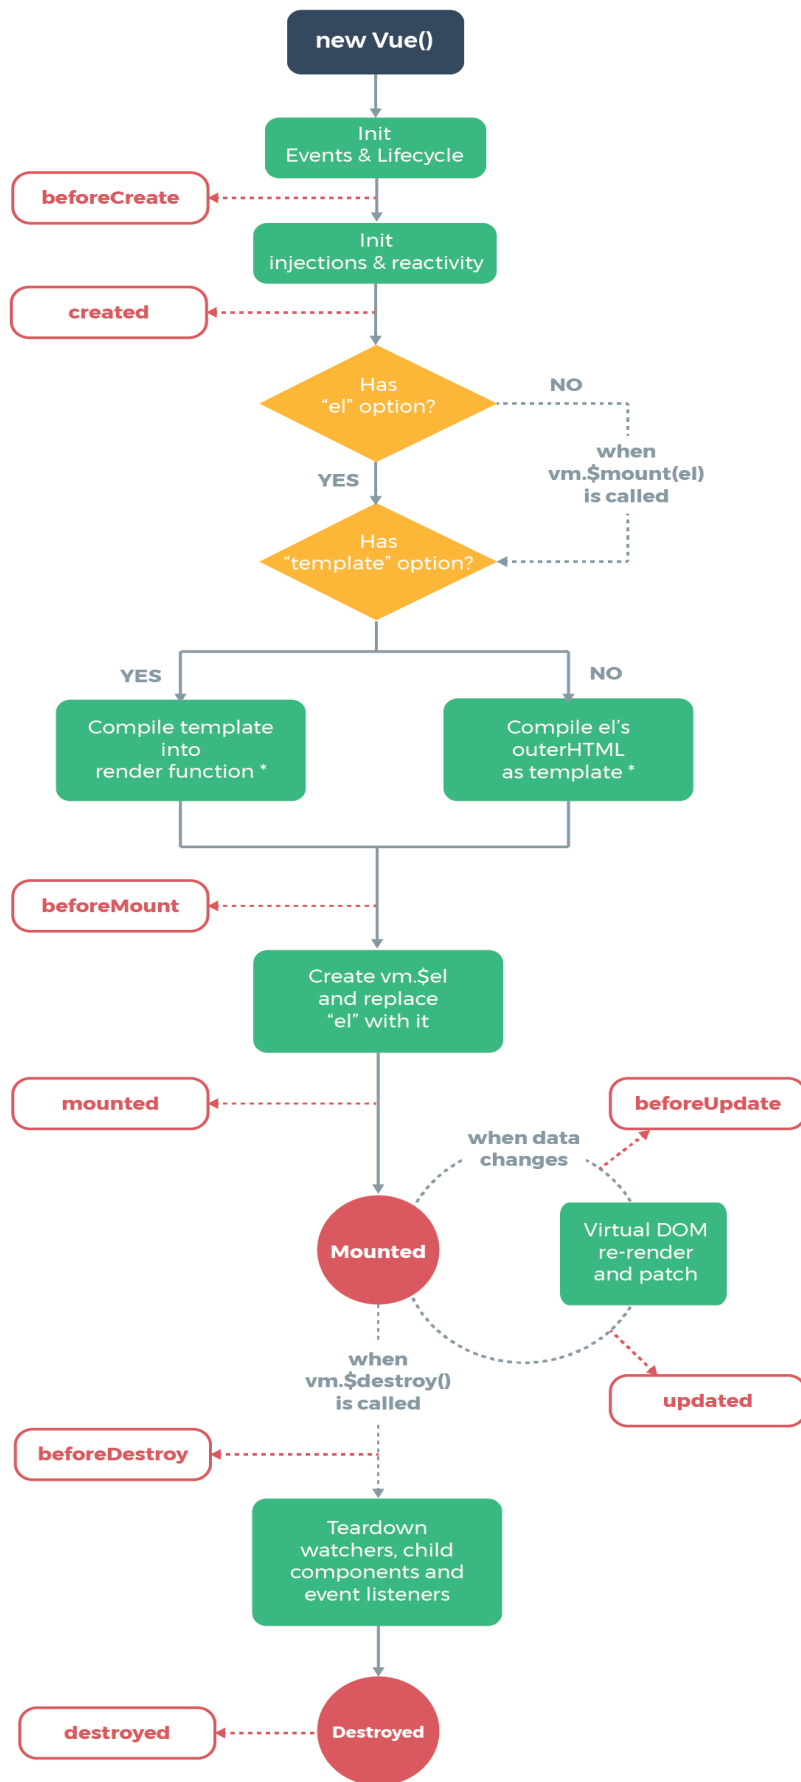 new Vue()
Init
Events & Lifecycle
beforeCreate
Init
injections & reactivity
created
Has
“el” option?
NO
when
vm.$mount(el)
is called
YES
Has
“template” option?
YES
NO
Compile template
into
render function *
Compile el’s
outerHTML
as template *
beforeMount
Create vm.$el
and replace
“el” with it
mounted
beforeUpdate
when data
changes
Mounted
Virtual DOM
re-render
and patch
when
vm.$destroy()
is called
updated
beforeDestroy
Teardown
watchers, child
components and
event listeners
destroyed
Destroyed